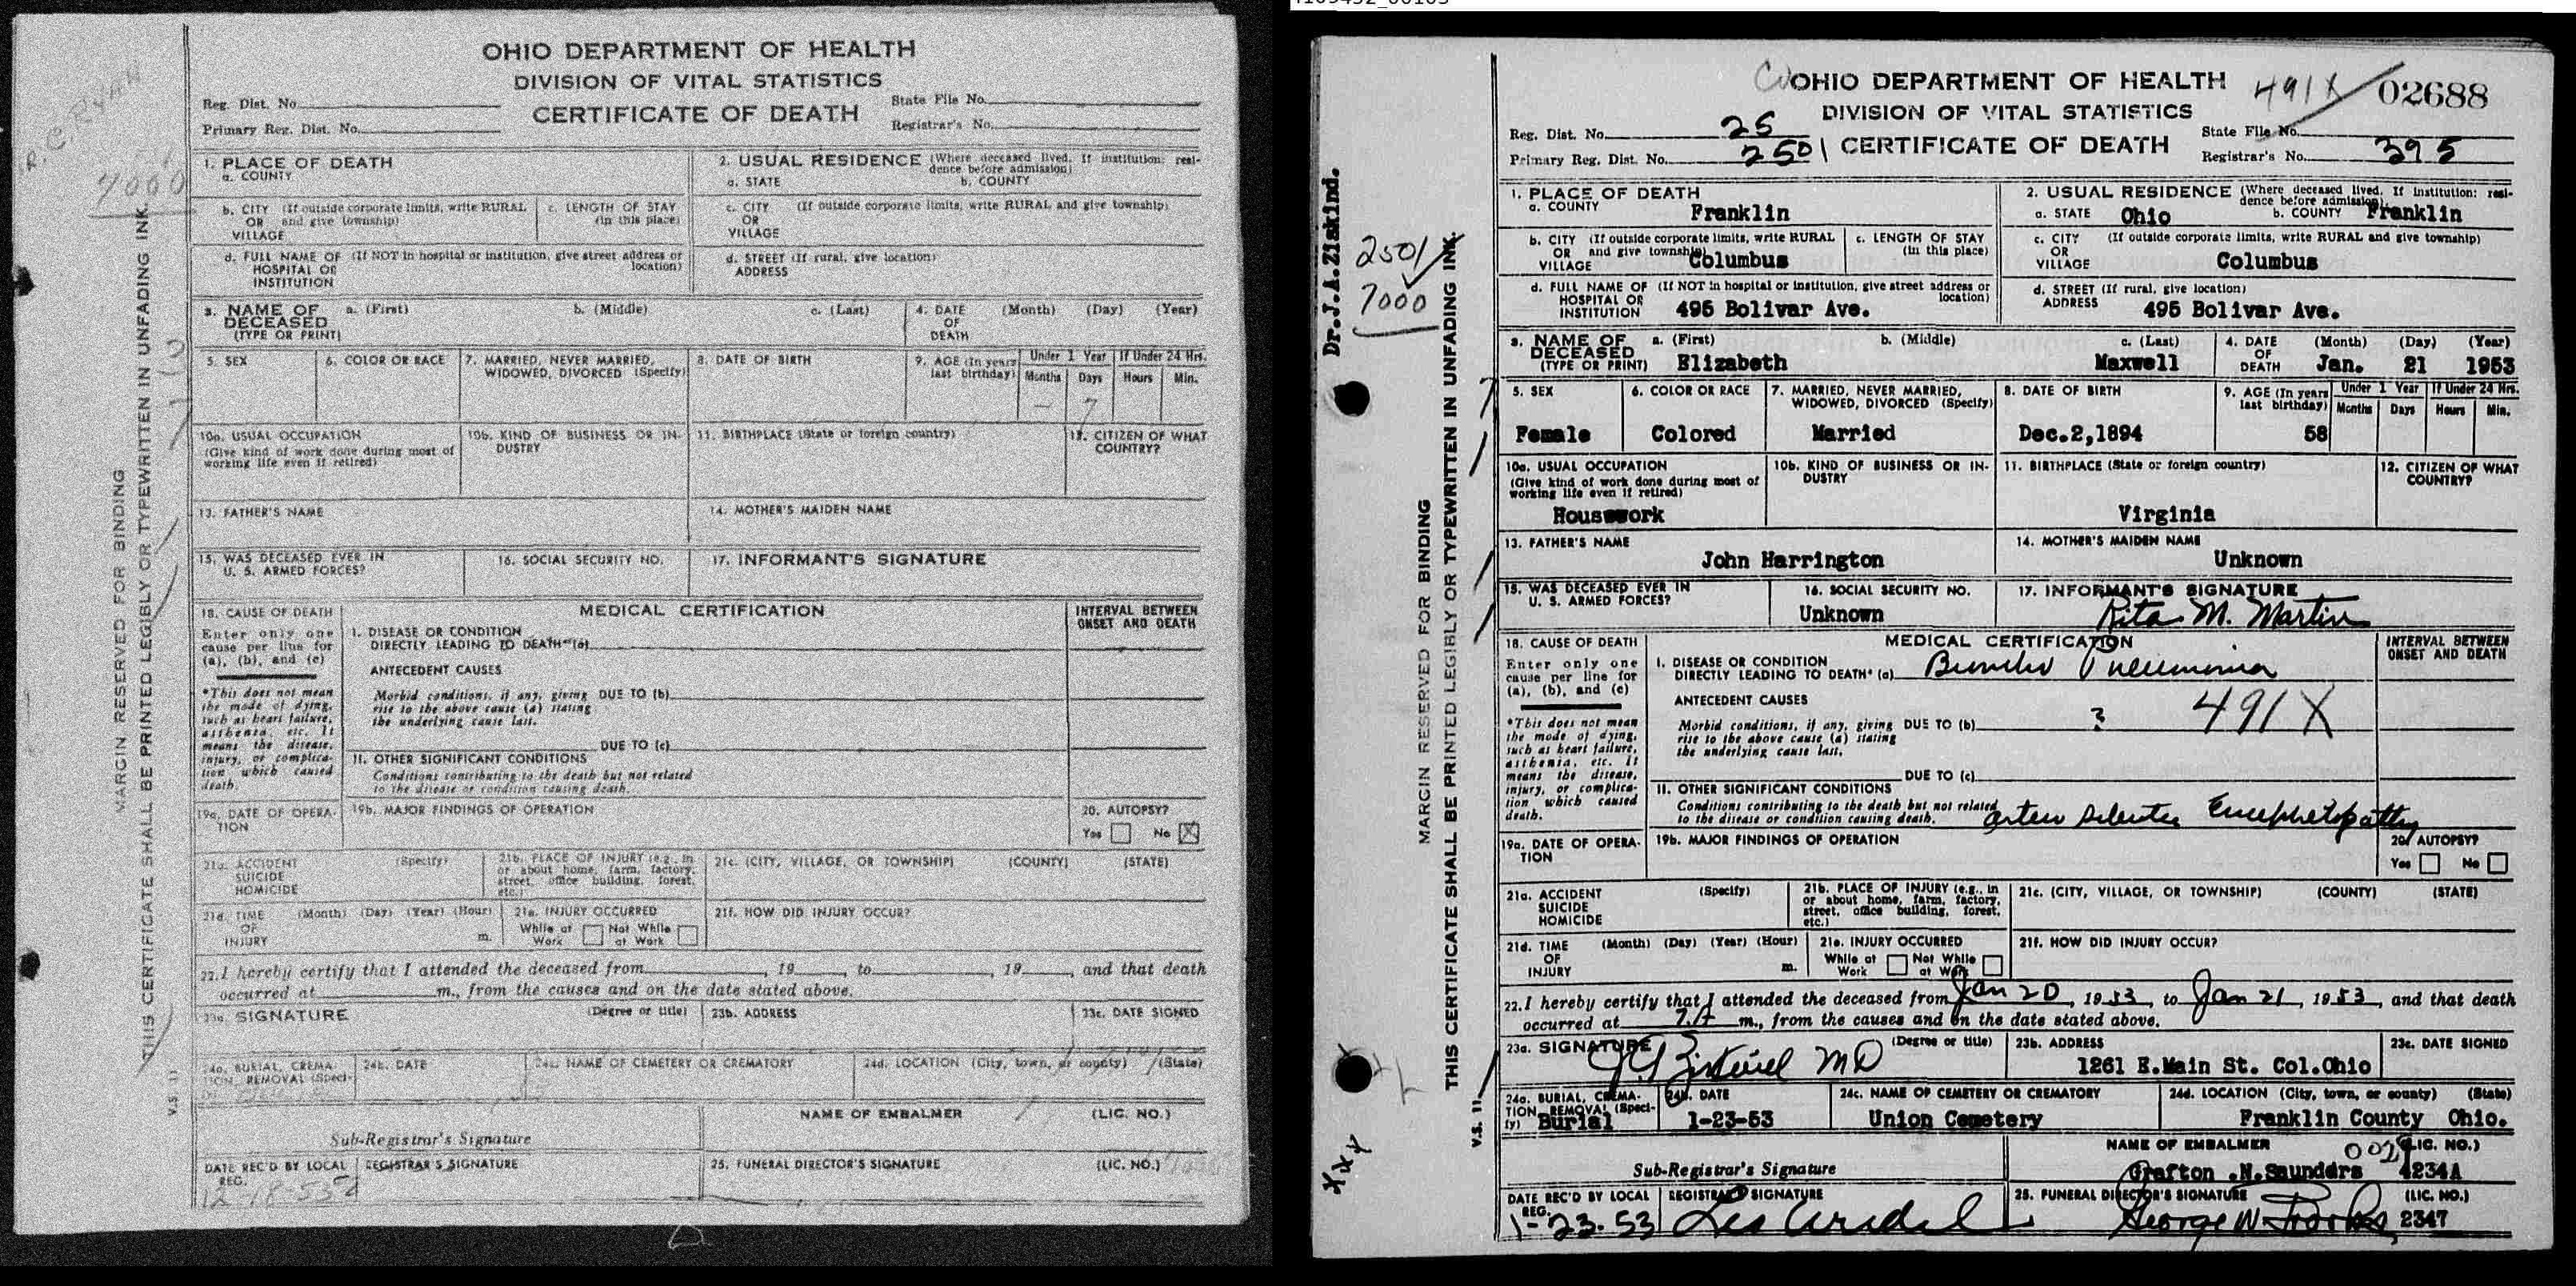 R. C. RYAN
7000
OHIO DEPARTMENT OF HEALTH
DIVISION OF VITAL STATISTICS
CERTIFICATE OF DEATH
Reg. Dist. No.
Primary Reg. Dist. No.
State File No.
Registrar's No.
1. PLACE OF DEATH
a. COUNTY
2. USUAL RESIDENCE (Where deceased lived. If institution: resi-
dence before admission)
a. STATE b. COUNTY
b. CITY (If outside corporate limits, write RURAL
OR and give township)
VILLAGE
c. LENGTH OF STAY
(in this place)
c. CITY (If outside corporate limits, write RURAL and give township)
OR
VILLAGE
d. FULL NAME OF (If NOT in hospital or institution, give street address or
HOSPITAL OR location)
INSTITUTION
d. STREET (If rural, give location)
ADDRESS
3. NAME OF a. (First) b. (Middle) c. (Last)
DECEASED
(TYPE OR PRINT)
4. DATE (Month) (Day) (Year)
OF
DEATH
5. SEX
6. COLOR OR RACE
7. MARRIED, NEVER MARRIED,
WIDOWED, DIVORCED (Specify)
8. DATE OF BIRTH
9. AGE (In years
last birthday)
Under 1 Year
Months Days
If Under 24 Hrs.
Hours Min.
— 7
10a. USUAL OCCUPATION
(Give kind of work done during most of
working life even if retired)
10b. KIND OF BUSINESS OR IN-
DUSTRY
11. BIRTHPLACE (State or foreign country)
12. CITIZEN OF WHAT
COUNTRY?
13. FATHER'S NAME
14. MOTHER'S MAIDEN NAME
15. WAS DECEASED EVER IN
U. S. ARMED FORCES?
16. SOCIAL SECURITY NO.
17. INFORMANT'S SIGNATURE
18. CAUSE OF DEATH
Enter only one
cause per line for
(a), (b), and (c)
*This does not mean
the mode of dying,
such as heart failure,
asthenia, etc. It
means the disease,
injury, or complica-
tion which caused
death.
MEDICAL CERTIFICATION
INTERVAL BETWEEN
ONSET AND DEATH
I. DISEASE OR CONDITION
DIRECTLY LEADING TO DEATH* (a)
ANTECEDENT CAUSES
Morbid conditions, if any, giving DUE TO (b)
rise to the above cause (a) stating
the underlying cause last.
DUE TO (c)
II. OTHER SIGNIFICANT CONDITIONS
Conditions contributing to the death but not related
to the disease or condition causing death.
19a. DATE OF OPERA-
TION
19b. MAJOR FINDINGS OF OPERATION
20. AUTOPSY?
Yes No X
21a. ACCIDENT (Specify)
SUICIDE
HOMICIDE
21b. PLACE OF INJURY (e.g., in
or about home, farm, factory,
street, office building, forest,
etc.)
21c. (CITY, VILLAGE, OR TOWNSHIP) (COUNTY) (STATE)
21d. TIME (Month) (Day) (Year) (Hour)
OF
INJURY m.
21e. INJURY OCCURRED
While at Not While
Work at Work
21f. HOW DID INJURY OCCUR?
22. I hereby certify that I attended the deceased from , 19 , to , 19 , and that death
occurred at m., from the causes and on the date stated above.
23a. SIGNATURE (Degree or title)
23b. ADDRESS
23c. DATE SIGNED
24a. BURIAL, CREMA-
TION, REMOVAL (Speci-
24b. DATE
24c. NAME OF CEMETERY OR CREMATORY
24d. LOCATION (City, town, or county) (State)
NAME OF EMBALMER (LIC. NO.)
Sub-Registrar's Signature
DATE REC'D BY LOCAL
REG.
12-18-53
REGISTRAR'S SIGNATURE
25. FUNERAL DIRECTOR'S SIGNATURE (LIC. NO.)
MARGIN RESERVED FOR BINDING
THIS CERTIFICATE SHALL BE PRINTED LEGIBLY OR TYPEWRITTEN IN UNFADING INK.
V.S. 11
Dr.J.A.Ziskind.
2501
7000
OHIO DEPARTMENT OF HEALTH
491X
02688
DIVISION OF VITAL STATISTICS
CERTIFICATE OF DEATH
Reg. Dist. No. 25
Primary Reg. Dist. No. 2501
State File No.
Registrar's No. 395
1. PLACE OF DEATH
a. COUNTY Franklin
2. USUAL RESIDENCE (Where deceased lived. If institution: resi-
dence before admission)
a. STATE Ohio b. COUNTY Franklin
b. CITY (If outside corporate limits, write RURAL
OR and give township) Columbus
VILLAGE
c. LENGTH OF STAY
(in this place)
c. CITY (If outside corporate limits, write RURAL and give township)
OR
VILLAGE Columbus
d. FULL NAME OF (If NOT in hospital or institution, give street address or
HOSPITAL OR location)
INSTITUTION 495 Bolivar Ave.
d. STREET (If rural, give location)
ADDRESS 495 Bolivar Ave.
3. NAME OF a. (First) b. (Middle) c. (Last)
DECEASED
(TYPE OR PRINT) Elizabeth Maxwell
4. DATE (Month) (Day) (Year)
OF
DEATH Jan. 21 1953
5. SEX
Female
6. COLOR OR RACE
Colored
7. MARRIED, NEVER MARRIED,
WIDOWED, DIVORCED (Specify)
Married
8. DATE OF BIRTH
Dec.2,1894
9. AGE (In years
last birthday)
58
Under 1 Year
Months Days
If Under 24 Hrs.
Hours Min.
10a. USUAL OCCUPATION
(Give kind of work done during most of
working life even if retired)
Housework
10b. KIND OF BUSINESS OR IN-
DUSTRY
11. BIRTHPLACE (State or foreign country)
Virginia
12. CITIZEN OF WHAT
COUNTRY?
13. FATHER'S NAME
John Harrington
14. MOTHER'S MAIDEN NAME
Unknown
15. WAS DECEASED EVER IN
U. S. ARMED FORCES?
16. SOCIAL SECURITY NO.
Unknown
17. INFORMANT'S SIGNATURE
Rita M. Martin
18. CAUSE OF DEATH
Enter only one
cause per line for
(a), (b), and (c)
*This does not mean
the mode of dying,
such as heart failure,
asthenia, etc. It
means the disease,
injury, or complica-
tion which caused
death.
MEDICAL CERTIFICATION
INTERVAL BETWEEN
ONSET AND DEATH
I. DISEASE OR CONDITION
DIRECTLY LEADING TO DEATH* (a) Broncho Pneumonia
ANTECEDENT CAUSES
491X
Morbid conditions, if any, giving DUE TO (b) ?
rise to the above cause (a) stating
the underlying cause last.
DUE TO (c)
II. OTHER SIGNIFICANT CONDITIONS
Conditions contributing to the death but not related
to the disease or condition causing death. Encephelopathy
19a. DATE OF OPERA-
TION
19b. MAJOR FINDINGS OF OPERATION
20. AUTOPSY?
Yes No
21a. ACCIDENT (Specify)
SUICIDE
HOMICIDE
21b. PLACE OF INJURY (e.g., in
or about home, farm, factory,
street, office building, forest,
etc.)
21c. (CITY, VILLAGE, OR TOWNSHIP) (COUNTY) (STATE)
21d. TIME (Month) (Day) (Year) (Hour)
OF
INJURY m.
21e. INJURY OCCURRED
While at Not While
Work at Work
21f. HOW DID INJURY OCCUR?
22. I hereby certify that I attended the deceased from Jan 20, 1953, to Jan 21, 1953, and that death
occurred at 7.A m., from the causes and on the date stated above.
23a. SIGNATURE (Degree or title)
MD
23b. ADDRESS
1261 E.Main St. Col.Ohio
23c. DATE SIGNED
24a. BURIAL, CREMA-
TION, REMOVAL (Speci-
fy) Burial
24b. DATE
1-23-53
24c. NAME OF CEMETERY OR CREMATORY
Union Cemetery
24d. LOCATION (City, town, or county) (State)
Franklin County Ohio.
NAME OF EMBALMER (LIC. NO.)
Grafton .N.Saunders 4234A
Sub-Registrar's Signature
DATE REC'D BY LOCAL
REG.
1-23-53
REGISTRAR'S SIGNATURE
25. FUNERAL DIRECTOR'S SIGNATURE (LIC. NO.)
George W 2347
MARGIN RESERVED FOR BINDING
THIS CERTIFICATE SHALL BE PRINTED LEGIBLY OR TYPEWRITTEN IN UNFADING INK.
V.S. 11
XXX